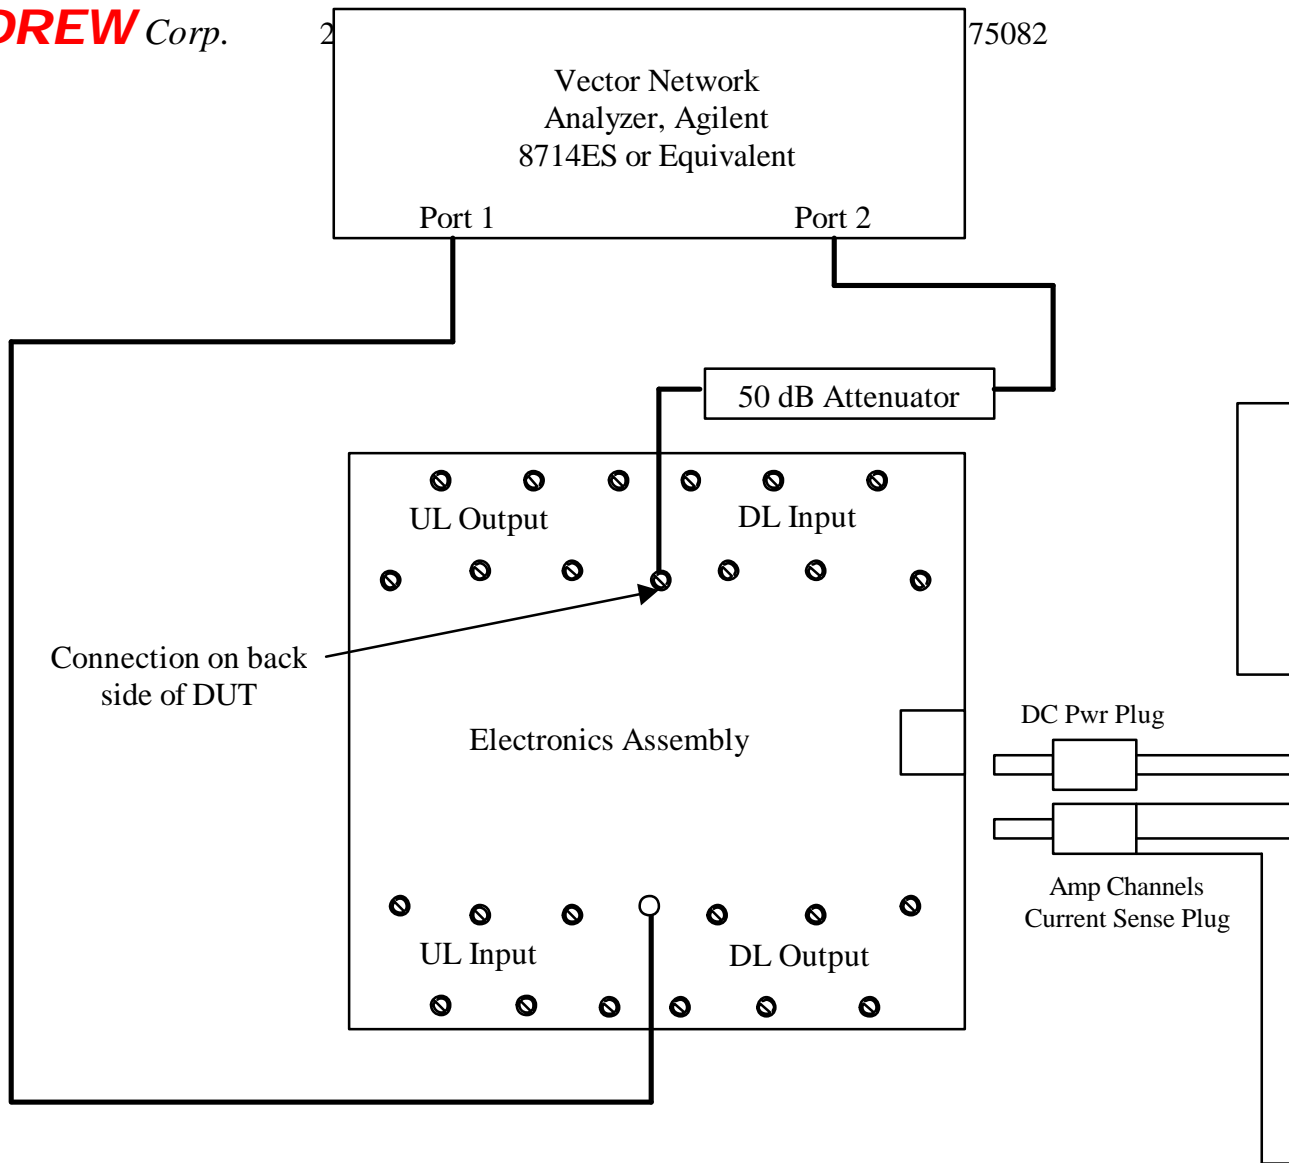 DREW Corp. 2 75082
Vector Network
Analyzer, Agilent
8714ES or Equivalent
Port 1 Port 2
50 dB Attenuator
UL Output DL Input
Connection on back
side of DUT
DC Pwr Plug
Electronics Assembly
Amp Channels
Current Sense Plug
UL Input DL Output